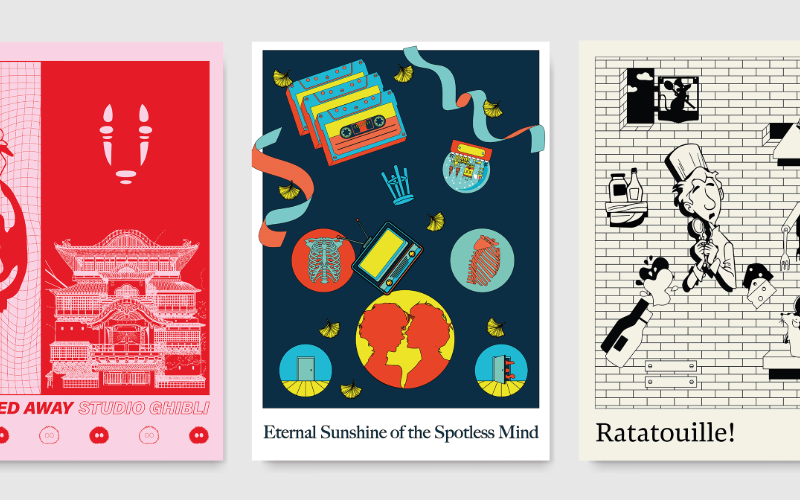 ED AWAY STUDIO GHIBLI
Eternal Sunshine of the Spotless Mind
Ratatouille!